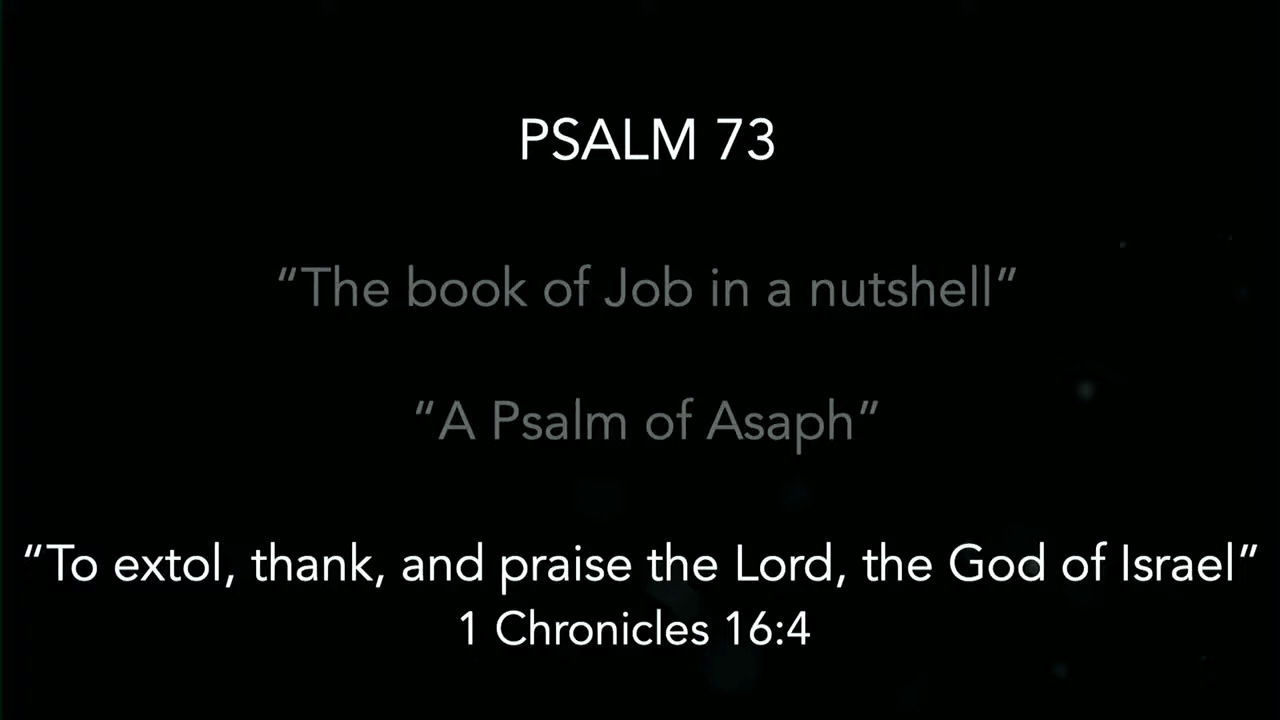 PSALM 73
“The book of Job in a nutshell”
“A Psalm of Asaph”
“To extol, thank, and praise the Lord, the God of Israel”
1 Chronicles 16:4